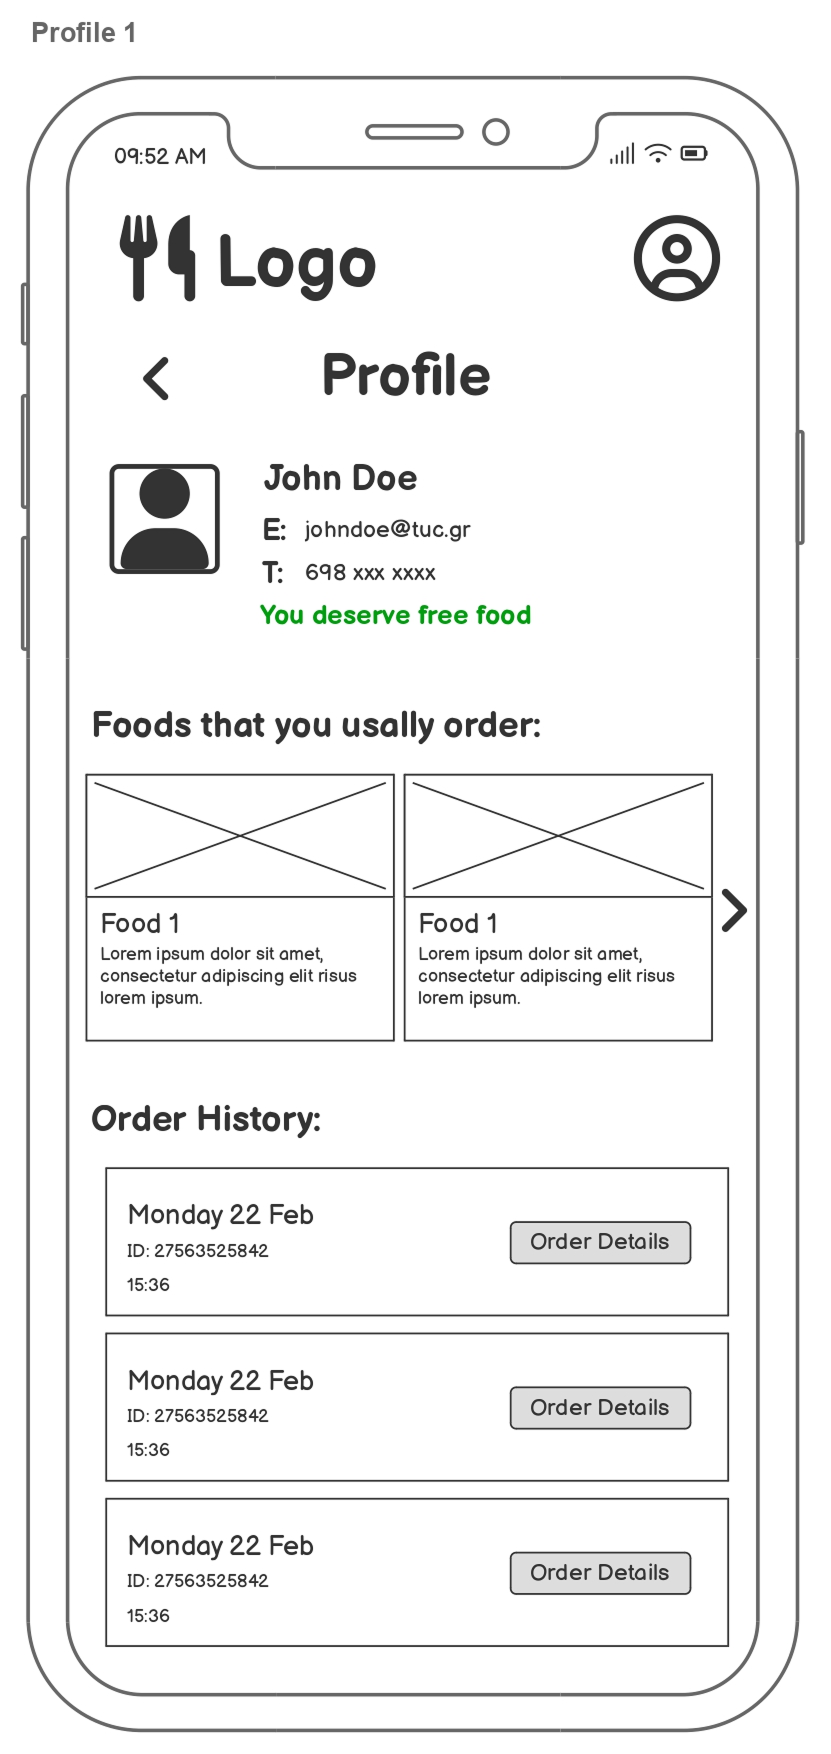 Profile 1
09:52 AM
Logo
Profile
John Doe
E: johndoe@tuc.gr
T: 698 xxx xxxx
You deserve free food
Foods that you usally order:
Food 1
Lorem ipsum dolor sit amet,
consectetur adipiscing elit risus
lorem ipsum.
Food 1
Lorem ipsum dolor sit amet,
consectetur adipiscing elit risus
lorem ipsum.
Order History:
Monday 22 Feb
ID: 27563525842
15:36
Order Details
Monday 22 Feb
ID: 27563525842
15:36
Order Details
Monday 22 Feb
ID: 27563525842
15:36
Order Details